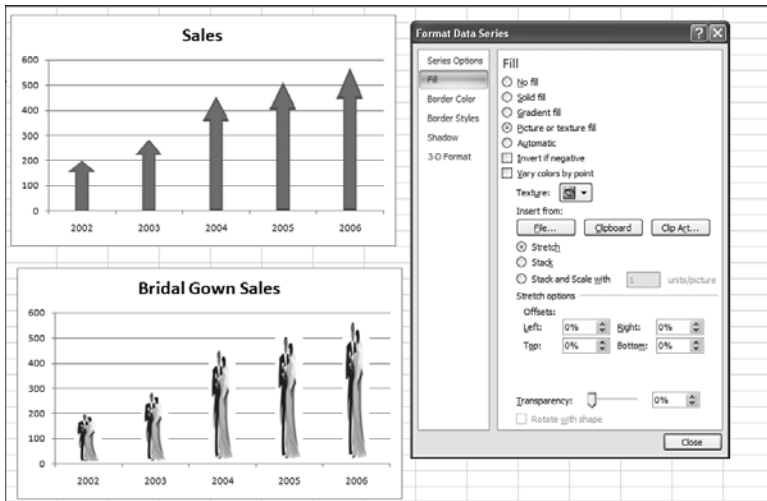 Sales
600
500
400
300
200
100
0
2002 2003 2004 2005 2006
Bridal Gown Sales
600
500
400
300
200
100
0
2002 2003 2004 2005 2006
Format Data Series
Series Options
Fill
Border Color
Border Styles
Shadow
3-D Format
Fill
No fill
Solid fill
Gradient fill
Picture or texture fill
Automatic
Invert if negative
Vary colors by point
Texture:
Insert from:
File... Clipboard Clip Art...
Stretch
Stack
Stack and Scale with 1 units/picture
Stretch options
Offsets:
Left: 0% Right: 0%
Top: 0% Bottom: 0%
Transparency: 0%
Rotate with shape
Close